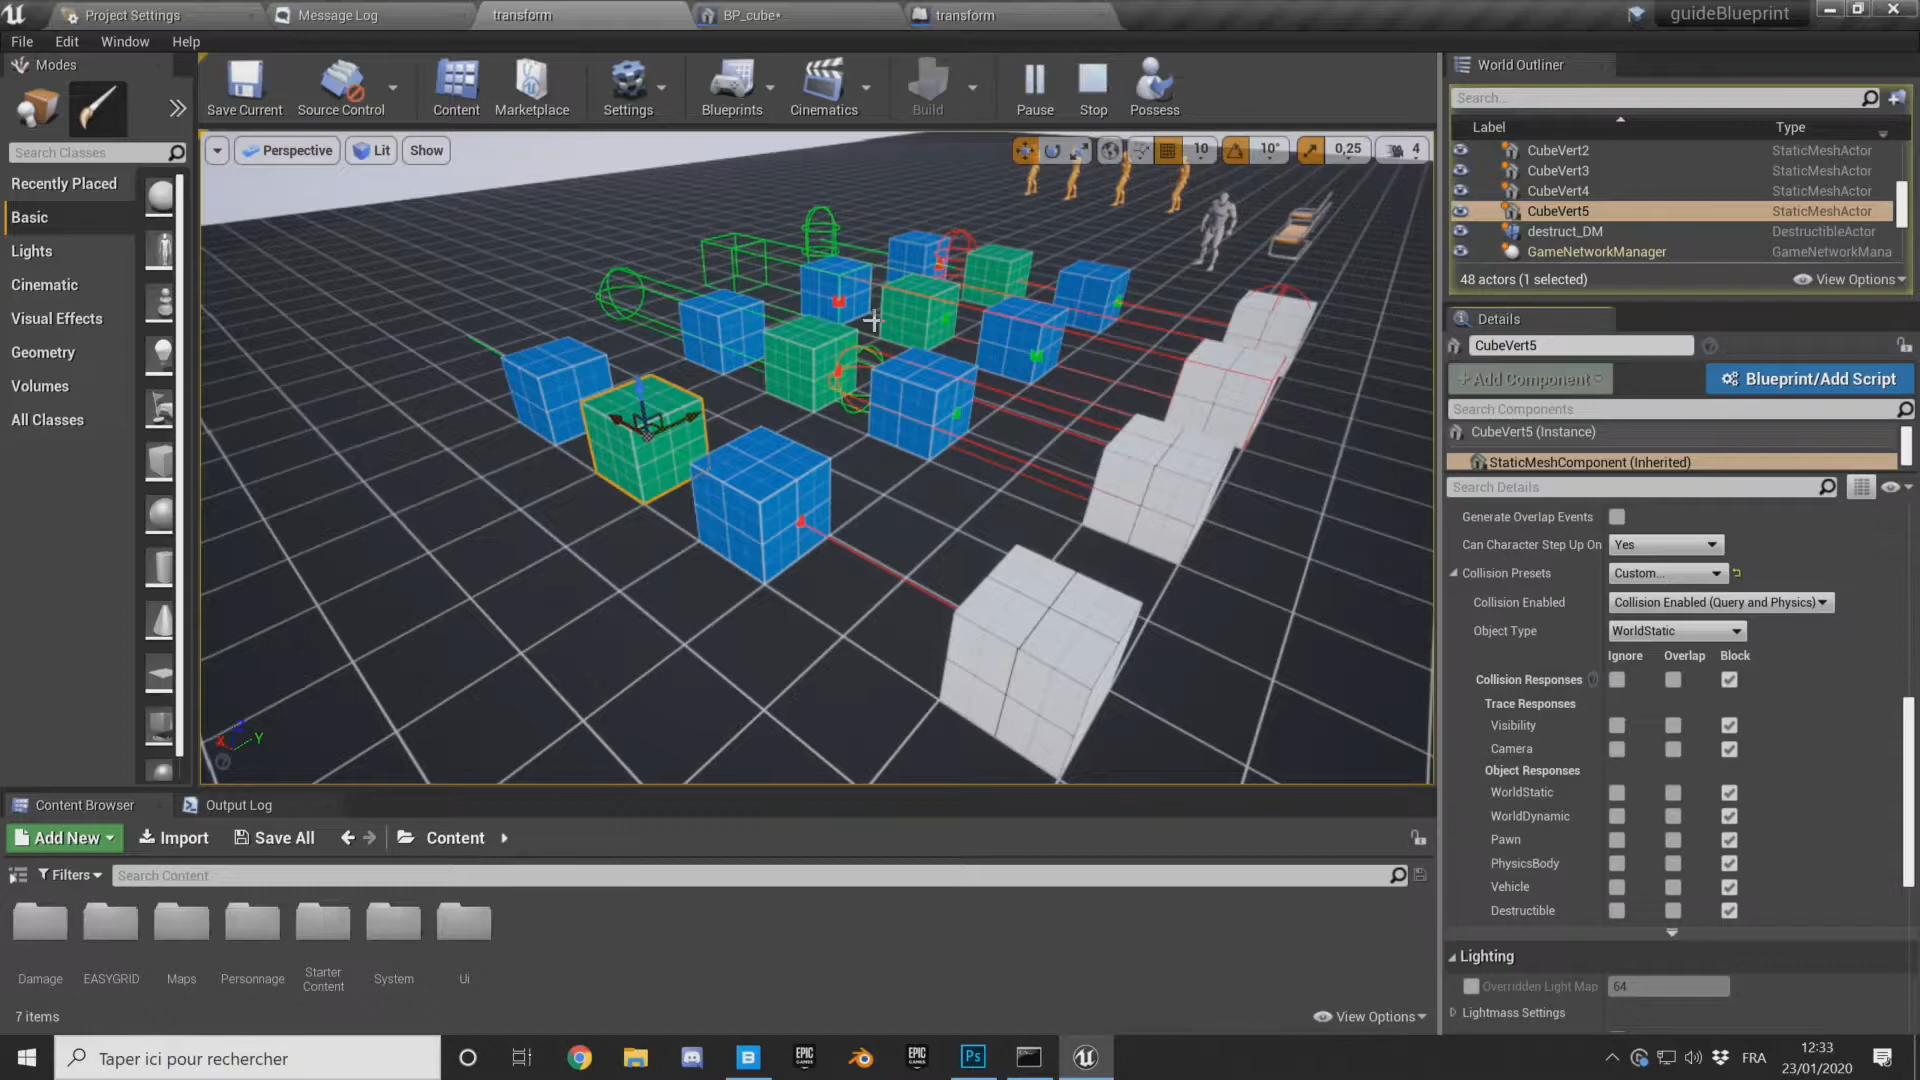 Project Settings
Message Log
transform
BP_cube*
transform
guideBlueprint
File Edit Window Help
Modes
Save Current
Source Control
Content
Marketplace
Settings
Blueprints
Cinematics
Build
Pause
Stop
Possess
Search Classes
Recently Placed
Basic
Lights
Cinematic
Visual Effects
Geometry
Volumes
All Classes
Perspective
Lit
Show
10
10°
0,25
4
X
Y
World Outliner
Search...
Label Type
CubeVert2 StaticMeshActor
CubeVert3 StaticMeshActor
CubeVert4 StaticMeshActor
CubeVert5 StaticMeshActor
destruct_DM DestructibleActor
GameNetworkManager GameNetworkMana
48 actors (1 selected)
View Options
Details
CubeVert5
+Add Component
Blueprint/Add Script
Search Components
CubeVert5 (Instance)
StaticMeshComponent (Inherited)
Search Details
Generate Overlap Events
Can Character Step Up On Yes
Collision Presets Custom...
Collision Enabled Collision Enabled (Query and Physics)
Object Type WorldStatic
Ignore Overlap Block
Collision Responses
Trace Responses
Visibility
Camera
Object Responses
WorldStatic
WorldDynamic
Pawn
PhysicsBody
Vehicle
Destructible
Lighting
Overridden Light Map 64
Lightmass Settings
Content Browser
Output Log
Add New
Import
Save All
Content
Filters
Search Content
Damage
EASYGRID
Maps
Personnage
Starter
Content
System
Ui
7 items
View Options
Taper ici pour rechercher
EPIC
GAMES
EPIC
GAMES
Ps
FRA
12:33
23/01/2020